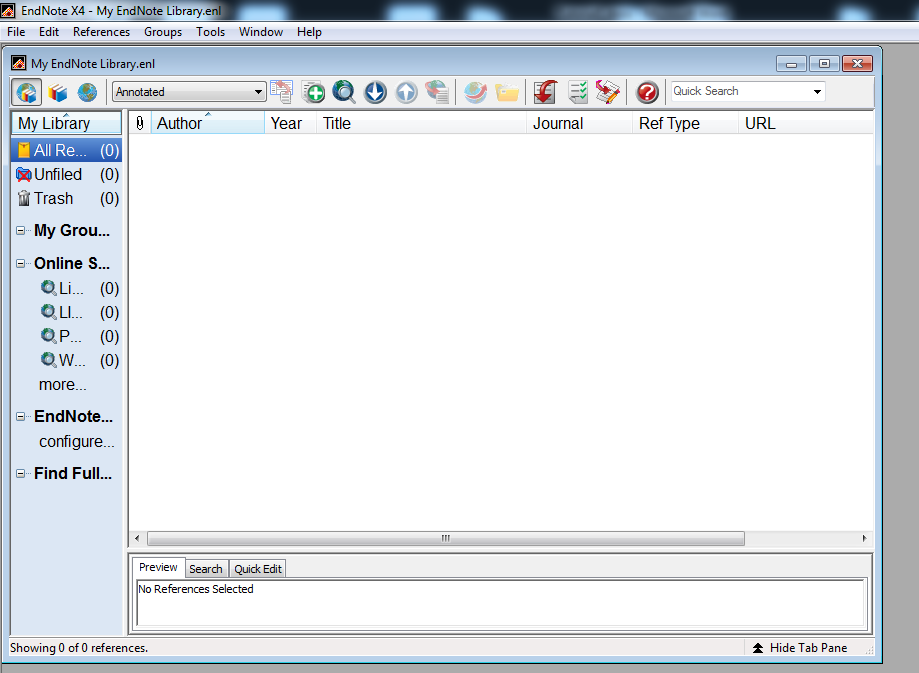 EndNote X4 - My EndNote Library.enl
File Edit References Groups Tools Window Help
My EndNote Library.enl
Annotated
Quick Search
My Library
Author Year Title Journal Ref Type URL
All Re... (0)
Unfiled (0)
Trash (0)
My Grou...
Online S...
Li... (0)
LI... (0)
P... (0)
W... (0)
more...
EndNote...
configure...
Find Full...
Preview Search Quick Edit
No References Selected
Showing 0 of 0 references.
Hide Tab Pane